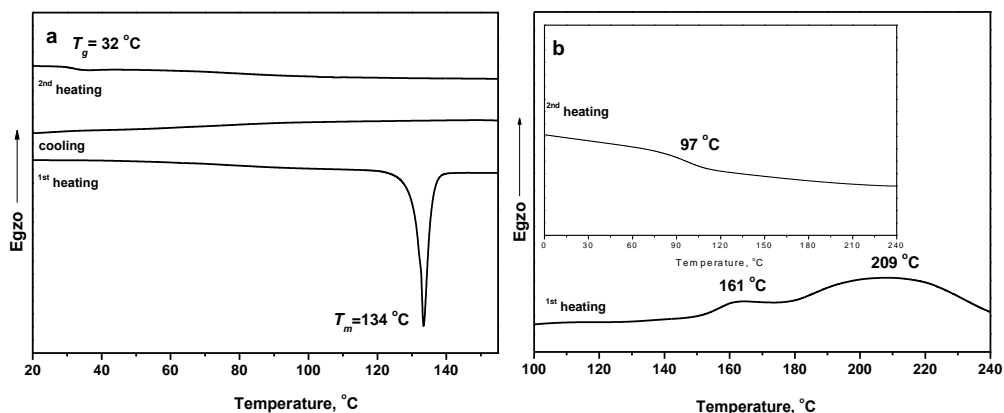 a
T_g = 32 °C
2nd heating
cooling
1st heating
T_m=134 °C
Egzo
20 40 60 80 100 120 140
Temperature, °C
b
2nd heating
97 °C
0 30 60 90 120 150 180 210 240
Temperature, °C
209 °C
161 °C
1st heating
Egzo
100 120 140 160 180 200 220 240
Temperature, °C